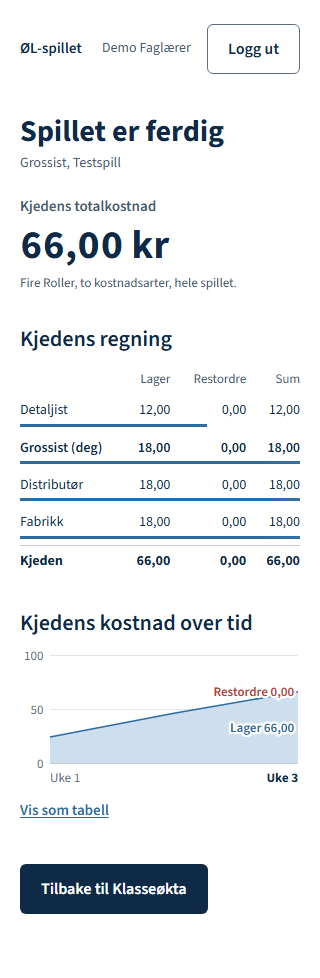 ØL-spillet Demo Faglærer Logg ut
Spillet er ferdig
Grossist, Testspill
Kjedens totalkostnad
66,00 kr
Fire Roller, to kostnadsarter, hele spillet.
Kjedens regning
Lager Restordre Sum
Detaljist 12,00 0,00 12,00
Grossist (deg) 18,00 0,00 18,00
Distributør 18,00 0,00 18,00
Fabrikk 18,00 0,00 18,00
Kjeden 66,00 0,00 66,00
Kjedens kostnad over tid
100
Restordre 0,00
50
Lager 66,00
0
Uke 1 Uke 3
Vis som tabell
Tilbake til Klasseøkta